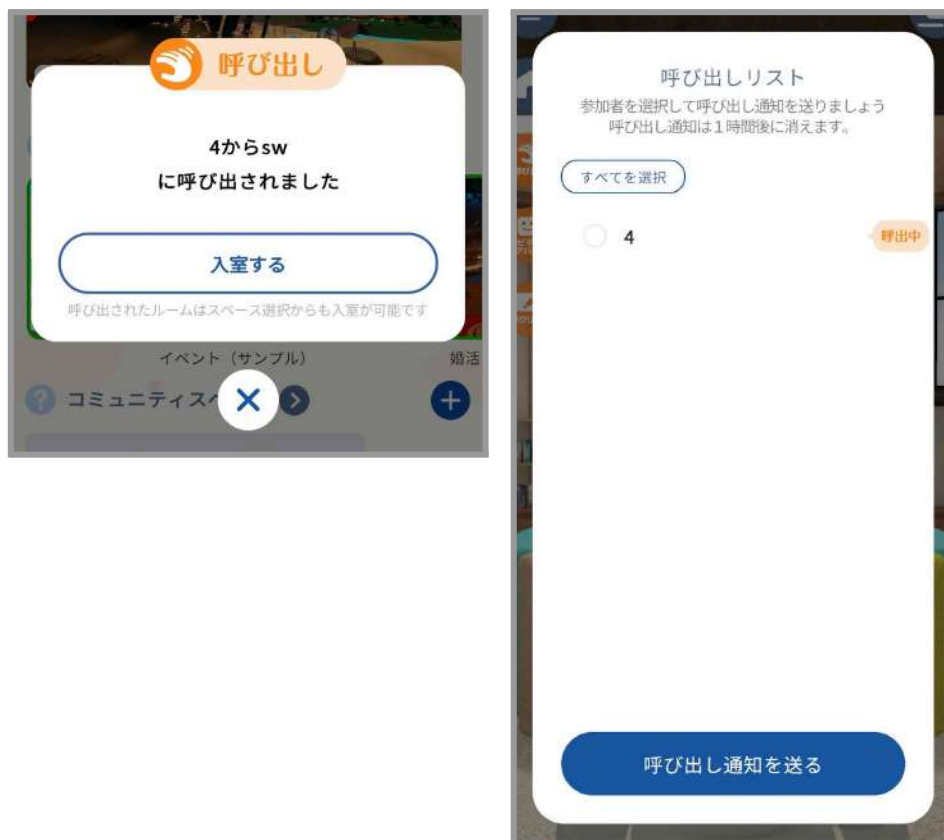 呼び出し
4からsw
に呼び出されました
入室する
呼び出されたルームはスペース選択からも入室が可能です
イベント（サンプル）
婚活
コミュニティス
呼び出しリスト
参加者を選択して呼び出し通知を送りましょう
呼び出し通知は１時間後に消えます。
すべてを選択
4
呼出中
呼び出し通知を送る